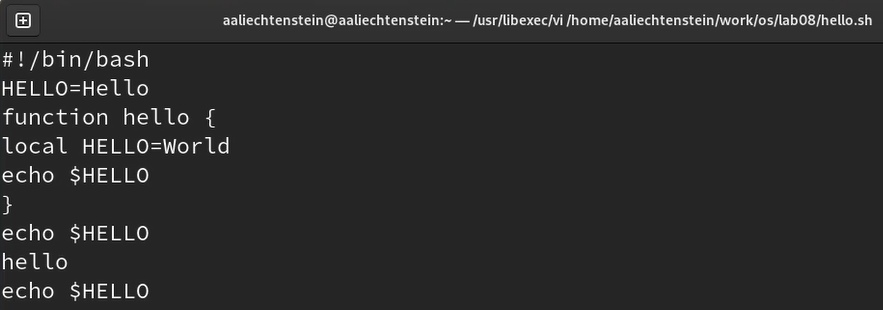 aaliechtenstein@aaliechtenstein:~ — /usr/libexec/vi /home/aaliechtenstein/work/os/lab08/hello.sh
#!/bin/bash
HELLO=Hello
function hello {
local HELLO=World
echo $HELLO
}
echo $HELLO
hello
echo $HELLO